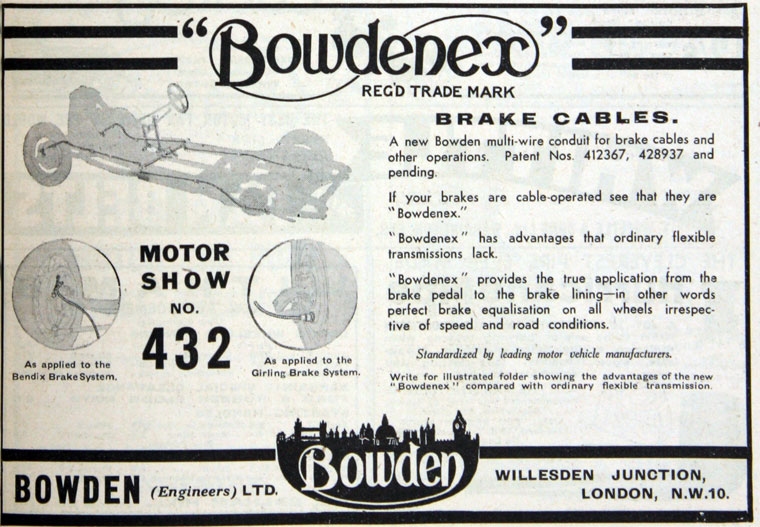 "Bowdenex"
REG'D TRADE MARK
BRAKE CABLES.
A new Bowden multi-wire conduit for brake cables and
other operations. Patent Nos. 412367, 428937 and
pending.
If your brakes are cable-operated see that they are
"Bowdenex."
"Bowdenex" has advantages that ordinary flexible
transmissions lack.
"Bowdenex" provides the true application from the
brake pedal to the brake lining—in other words
perfect brake equalisation on all wheels irrespec-
tive of speed and road conditions.
Standardized by leading motor vehicle manufacturers.
Write for illustrated folder showing the advantages of the new
"Bowdenex" compared with ordinary flexible transmission.
MOTOR
SHOW
NO.
432
As applied to the
Bendix Brake System.
As applied to the
Girling Brake System.
Bowden
BOWDEN (Engineers) LTD.
WILLESDEN JUNCTION,
LONDON, N.W.10.